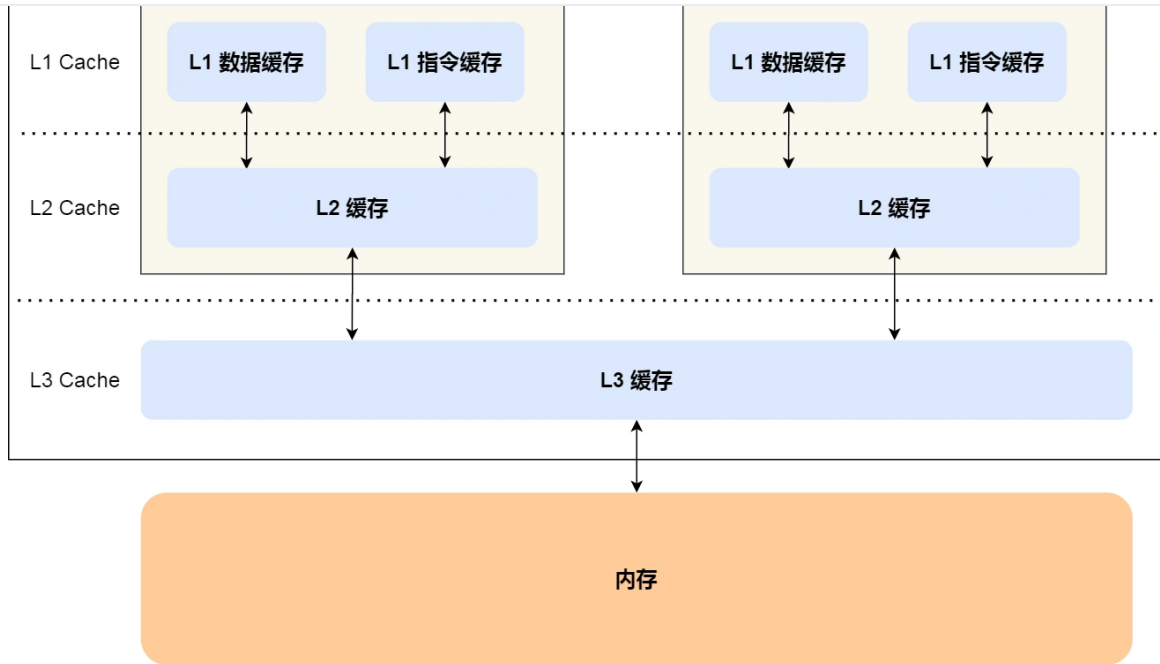 L1 Cache
L1 数据缓存
L1 指令缓存
L1 数据缓存
L1 指令缓存
L2 Cache
L2 缓存
L2 缓存
L3 Cache
L3 缓存
内存